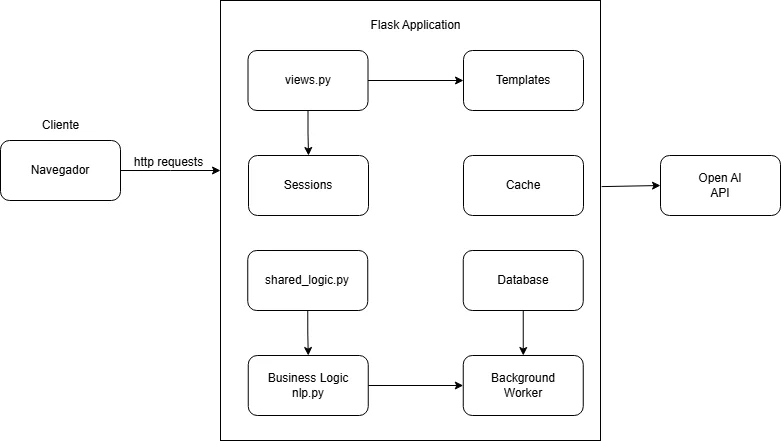 Flask Application
views.py
Templates
Cliente
Navegador
http requests
Sessions
Cache
Open AI
API
shared_logic.py
Database
Business Logic
nlp.py
Background
Worker